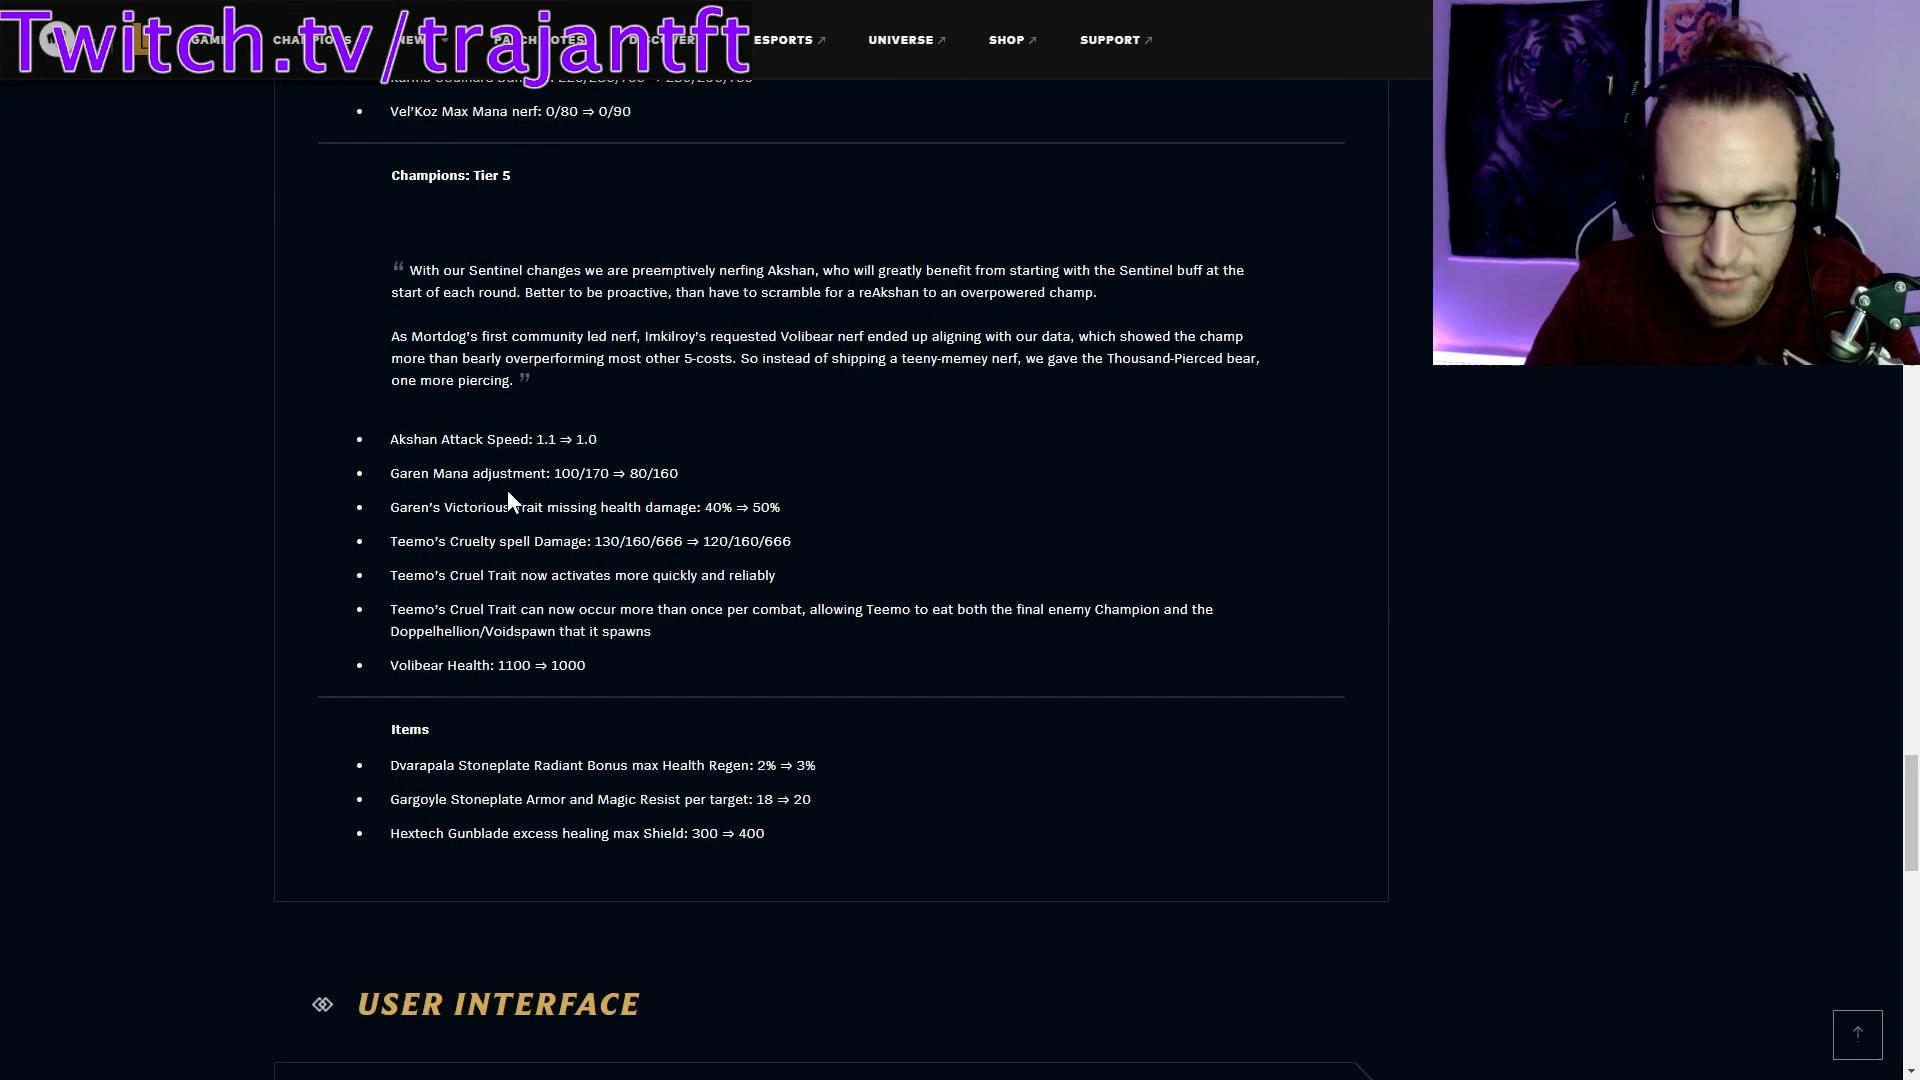 Twitch.tv/trajantft
ESPORTS
UNIVERSE
SHOP
SUPPORT
Vel'Koz Max Mana nerf: 0/80 ⇒ 0/90
Champions: Tier 5
“ With our Sentinel changes we are preemptively nerfing Akshan, who will greatly benefit from starting with the Sentinel buff at the
start of each round. Better to be proactive, than have to scramble for a reAkshan to an overpowered champ.
As Mortdog's first community led nerf, Imkilroy's requested Volibear nerf ended up aligning with our data, which showed the champ
more than bearly overperforming most other 5-costs. So instead of shipping a teeny-memey nerf, we gave the Thousand-Pierced bear,
one more piercing. ”
Akshan Attack Speed: 1.1 ⇒ 1.0
Garen Mana adjustment: 100/170 ⇒ 80/160
Garen's Victorious Trait missing health damage: 40% ⇒ 50%
Teemo's Cruelty spell Damage: 130/160/666 ⇒ 120/160/666
Teemo's Cruel Trait now activates more quickly and reliably
Teemo's Cruel Trait can now occur more than once per combat, allowing Teemo to eat both the final enemy Champion and the
Doppelhellion/Voidspawn that it spawns
Volibear Health: 1100 ⇒ 1000
Items
Dvarapala Stoneplate Radiant Bonus max Health Regen: 2% ⇒ 3%
Gargoyle Stoneplate Armor and Magic Resist per target: 18 ⇒ 20
Hextech Gunblade excess healing max Shield: 300 ⇒ 400
USER INTERFACE